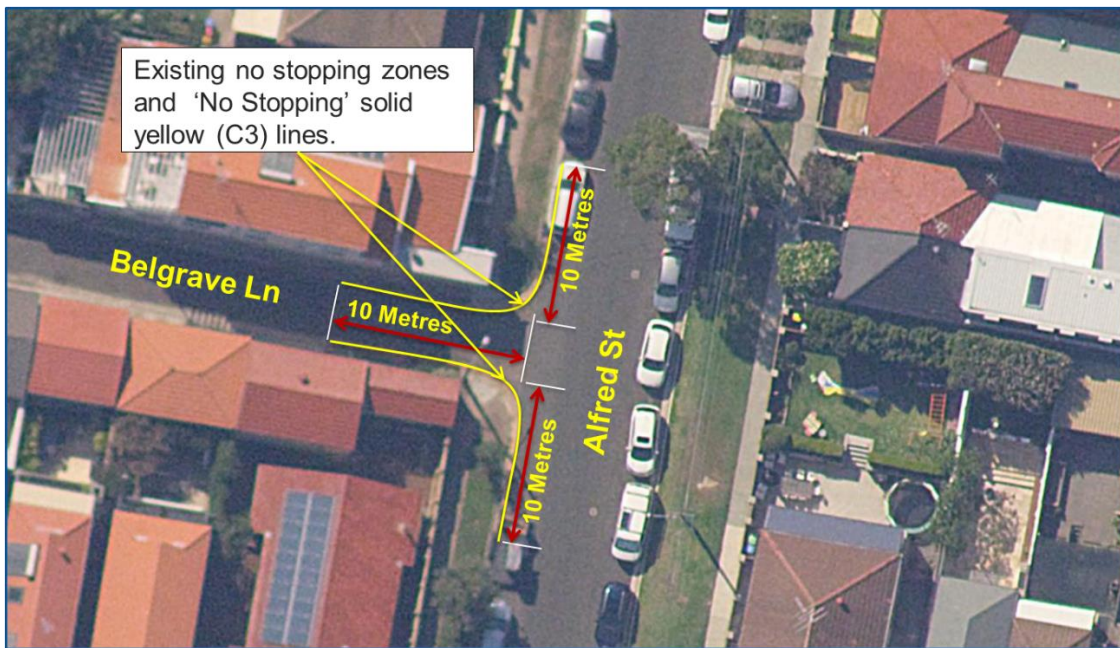 Existing no stopping zones
and ‘No Stopping’ solid
yellow (C3) lines.
Belgrave Ln
10 Metres
10 Metres
Alfred St
10 Metres